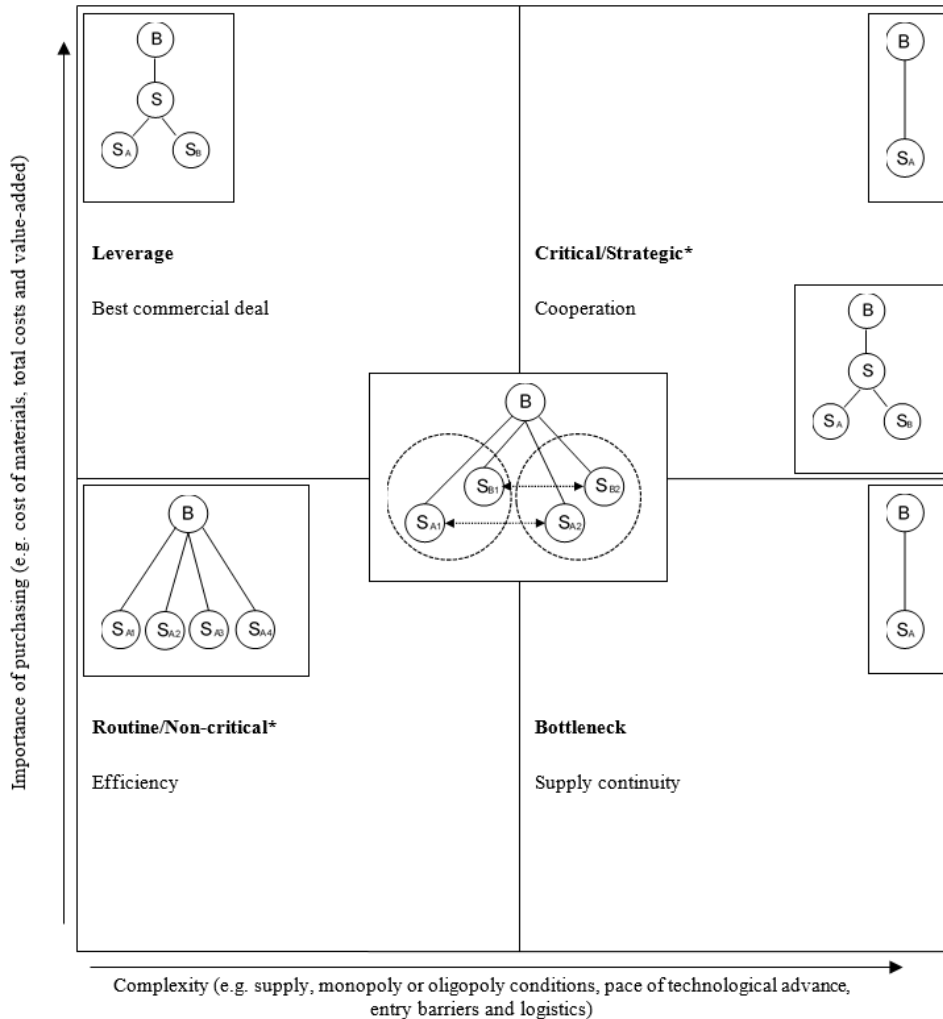 Importance of purchasing (e.g. cost of materials, total costs and value-added)
B
S
SA
SB
Leverage
Best commercial deal
B
SA
Critical/Strategic*
Cooperation
B
S
SA
SB
B
SB1
SB2
SA1
SA2
B
SA1
SA2
SA3
SA4
Routine/Non-critical*
Efficiency
B
SA
Bottleneck
Supply continuity
Complexity (e.g. supply, monopoly or oligopoly conditions, pace of technological advance,
entry barriers and logistics)